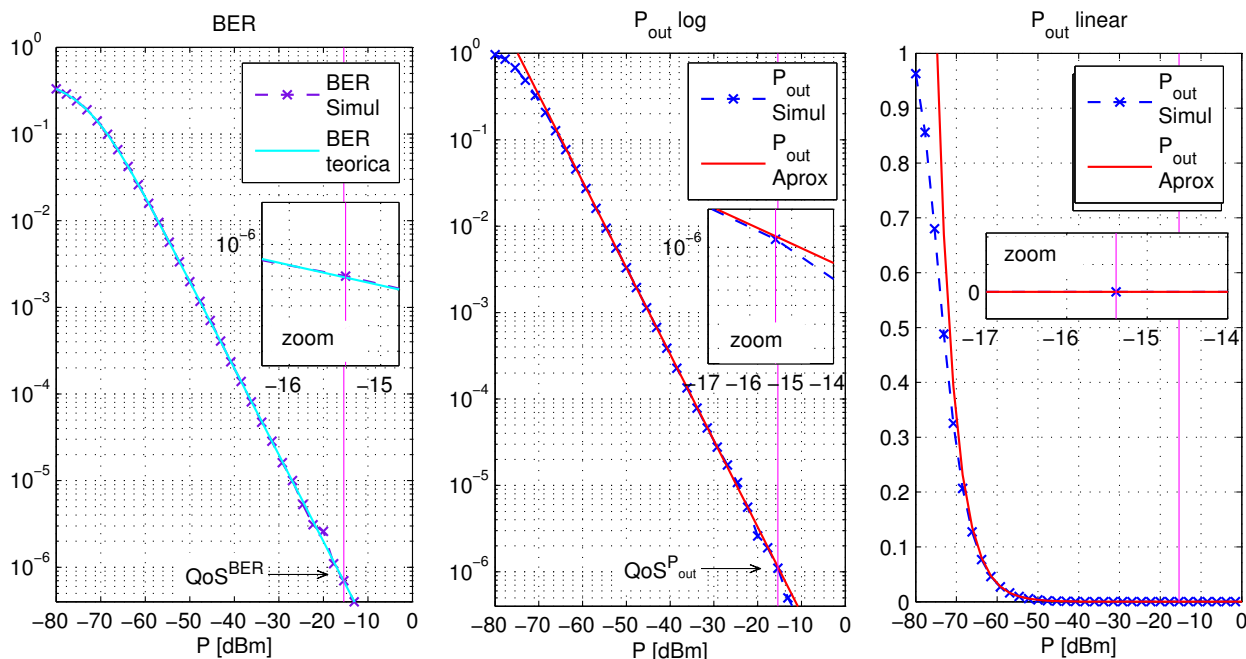 BER
10^0
10^-1
10^-2
10^-3
10^-4
10^-5
10^-6
−80 −70 −60 −50 −40 −30 −20 −10 0
P [dBm]
BER
Simul
BER
teorica
10^-6
zoom
−16 −15
QoS^BER
P_out log
10^0
10^-1
10^-2
10^-3
10^-4
10^-5
10^-6
−80 −70 −60 −50 −40 −30 −20 −10 0
P [dBm]
P_out
Simul
P_out
Aprox
10^-6
zoom
−17 −16 −15 −14
QoS^P_out
P_out linear
1
0.9
0.8
0.7
0.6
0.5
0.4
0.3
0.2
0.1
0
−80 −70 −60 −50 −40 −30 −20 −10 0
P [dBm]
P_out
Simul
P_out
Aprox
zoom
0
−17 −16 −15 −14